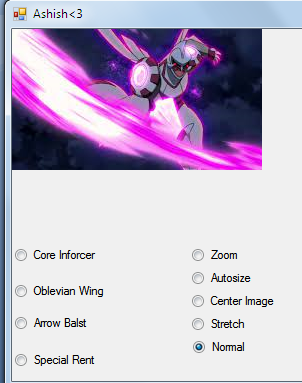 Ashish<3
Core Inforcer
Oblevian Wing
Arrow Balst
Special Rent
Zoom
Autosize
Center Image
Stretch
Normal